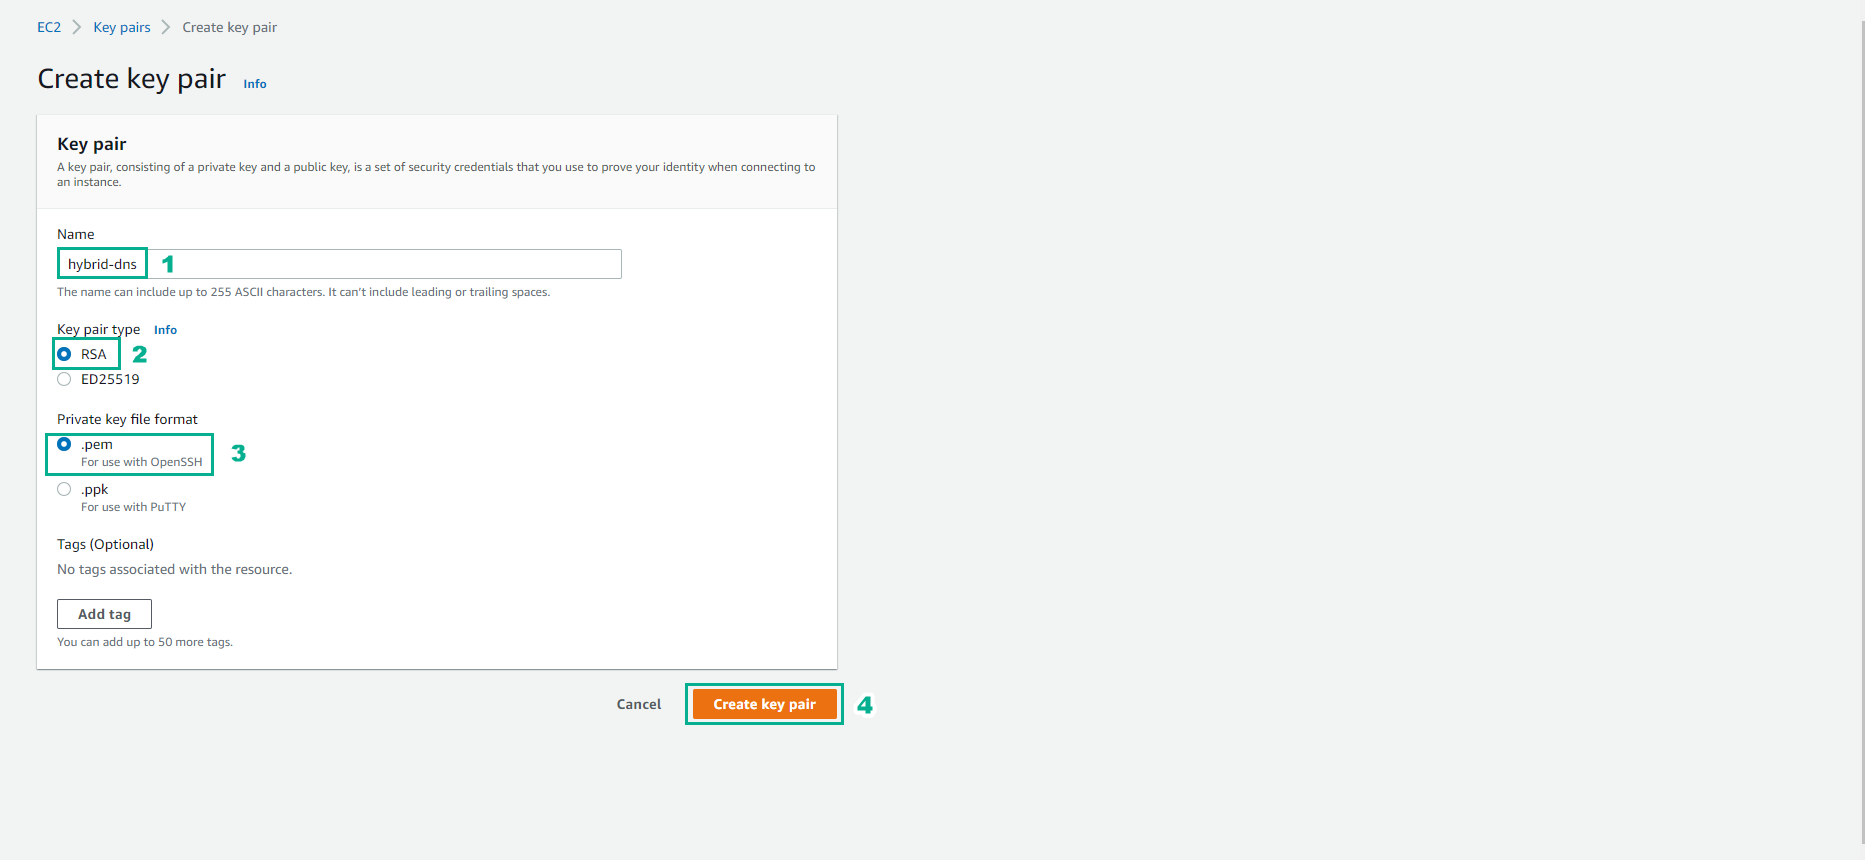 EC2 Key pairs Create key pair
Create key pair Info
Key pair
A key pair, consisting of a private key and a public key, is a set of security credentials that you use to prove your identity when connecting to
an instance.
Name
hybrid-dns 1
The name can include up to 255 ASCII characters. It can't include leading or trailing spaces.
Key pair type Info
RSA 2
ED25519
Private key file format
.pem
For use with OpenSSH 3
.ppk
For use with PuTTY
Tags (Optional)
No tags associated with the resource.
Add tag
You can add up to 50 more tags.
Cancel Create key pair 4